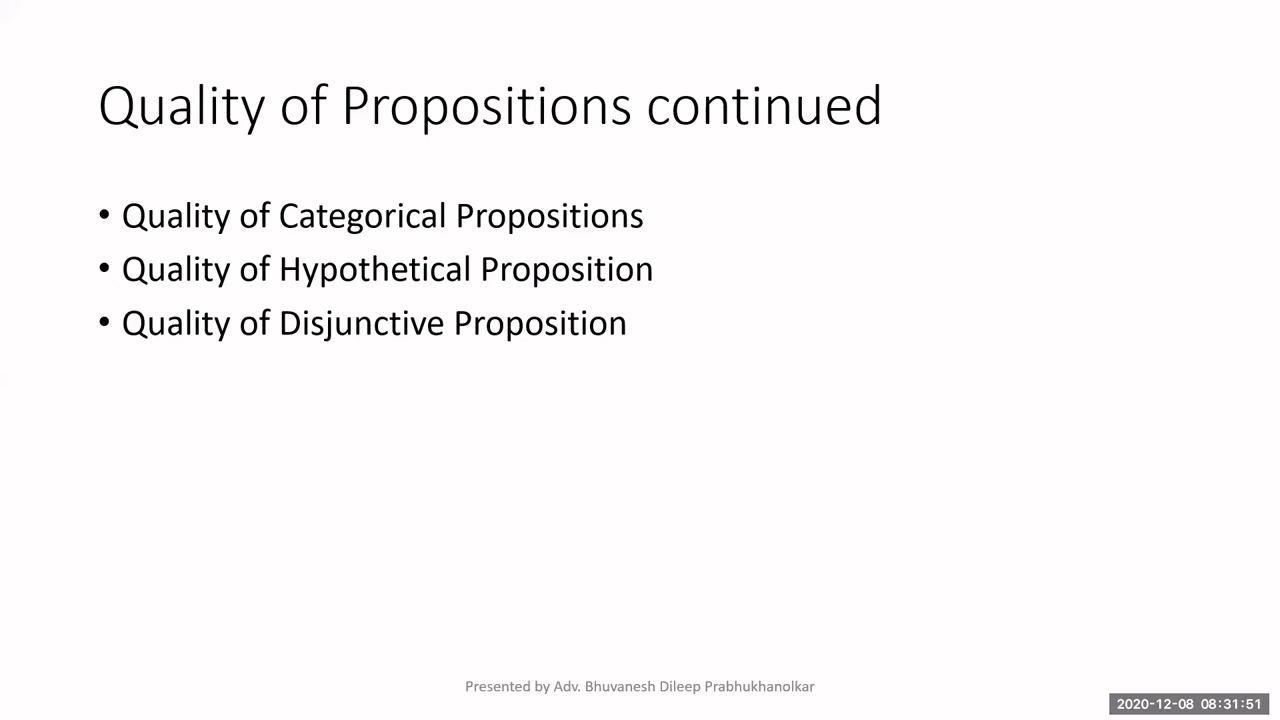 Quality of Propositions continued
• Quality of Categorical Propositions
• Quality of Hypothetical Proposition
• Quality of Disjunctive Proposition
Presented by Adv. Bhuvanesh Dileep Prabhukhanolkar
2020-12-08 08:31:51